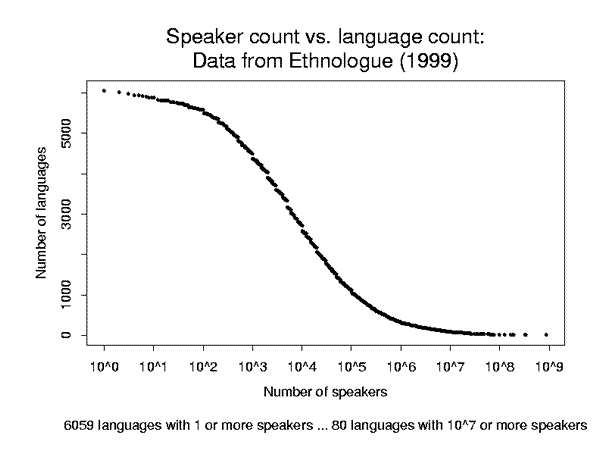 Speaker count vs. language count:
Data from Ethnologue (1999)
Number of languages
5000
3000
1000
0
10^0 10^1 10^2 10^3 10^4 10^5 10^6 10^7 10^8 10^9
Number of speakers
6059 languages with 1 or more speakers ... 80 languages with 10^7 or more speakers